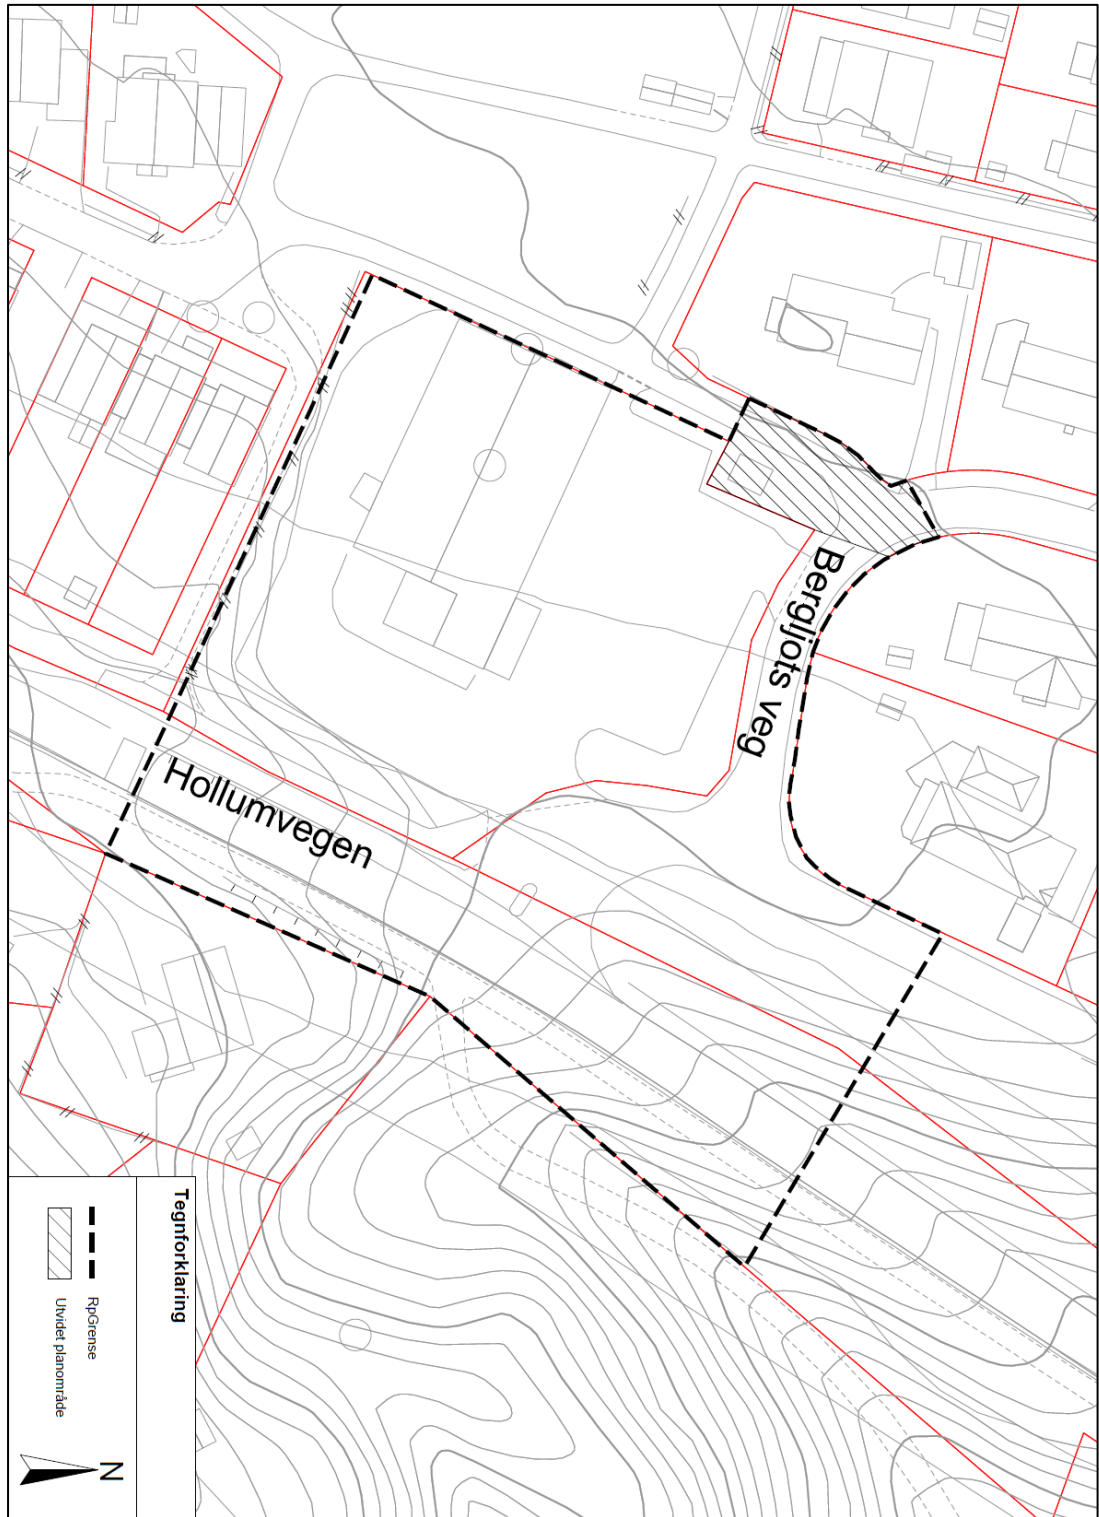 Bergljots veg
Hollumvegen
Tegnforklaring
RpGrense
Utvidet planområde
N